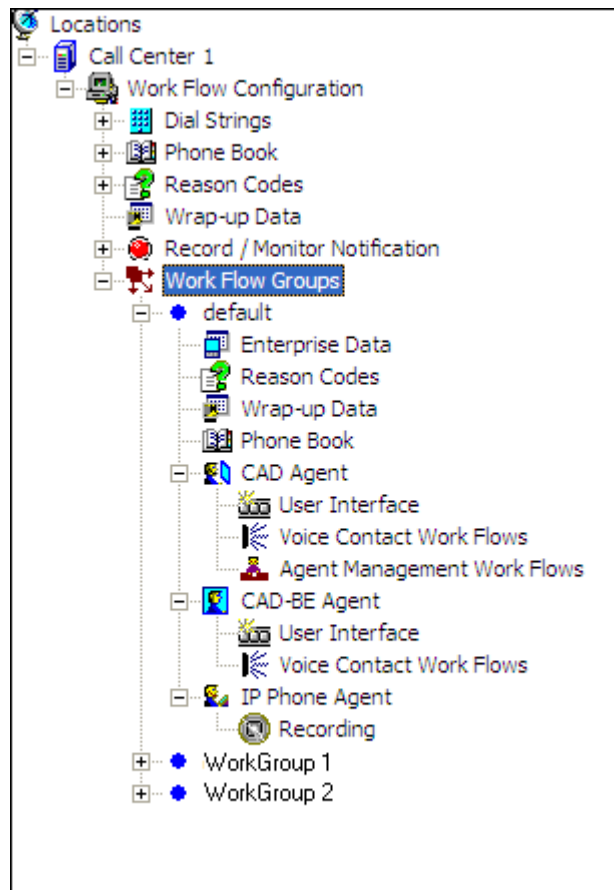 Locations
Call Center 1
Work Flow Configuration
Dial Strings
Phone Book
Reason Codes
Wrap-up Data
Record / Monitor Notification
Work Flow Groups
default
Enterprise Data
Reason Codes
Wrap-up Data
Phone Book
CAD Agent
User Interface
Voice Contact Work Flows
Agent Management Work Flows
CAD-BE Agent
User Interface
Voice Contact Work Flows
IP Phone Agent
Recording
WorkGroup 1
WorkGroup 2